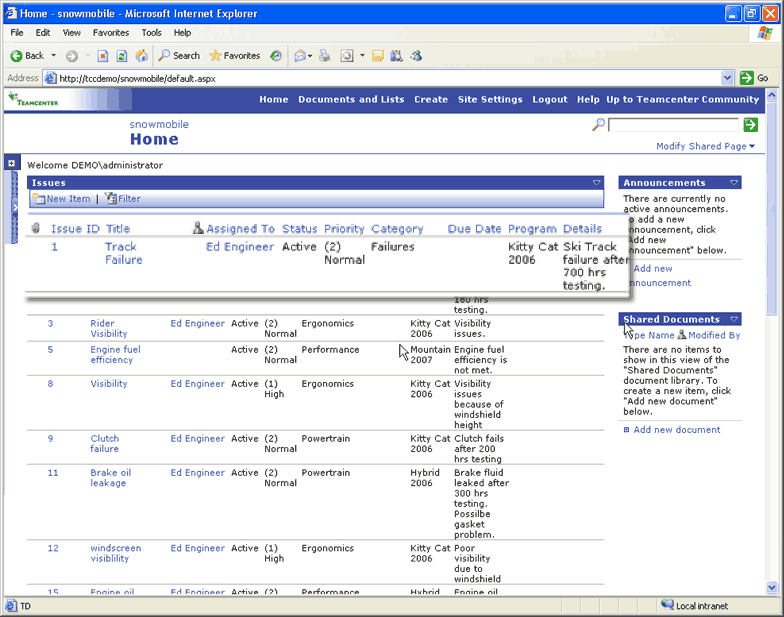 Home - snowmobile - Microsoft Internet Explorer
File Edit View Favorites Tools Help
Back Search Favorites
Address http://tccdemo/snowmobile/default.aspx Go
TEAMCENTER Home Documents and Lists Create Site Settings Logout Help Up to Teamcenter Community
snowmobile
Home
Modify Shared Page
Welcome DEMO\administrator
Issues
New Item | Filter
Issue ID Title Assigned To Status Priority Category Due Date Program Details
1 Track Ed Engineer Active (2) Failures Kitty Cat Ski Track
Failure Normal 2006 failure after
700 hrs
testing.
180 hrs
testing.
3 Rider Ed Engineer Active (2) Ergonomics Kitty Cat Visibility
Visibility Normal 2006 issues.
5 Engine fuel Active (2) Performance Mountain Engine fuel
efficiency Normal 2007 efficiency is
not met.
8 Visibility Ed Engineer Active (1) Ergonomics Kitty Cat Visibility
High 2006 issues
because of
windshield
height
9 Clutch Ed Engineer Active (2) Powertrain Kitty Cat Clutch fails
failure Normal 2006 after 200
hrs testing
11 Brake oil Ed Engineer Active (2) Powertrain Hybrid Brake fluid
leakage Normal 2006 leaked after
300 hrs
testing.
Possilbe
gasket
problem.
12 windscreen Ed Engineer Active (1) Ergonomics Kitty Cat Poor
visiblility High 2006 visibility
due to
windshield
15 Engine oil Ed Engineer Active (2) Performance Hybrid Engine oil
Announcements
There are currently no
active announcements.
To add a new
announcement, click
"Add new
announcement" below.
Add new
announcement
Shared Documents
Type Name Modified By
There are no items to
show in this view of the
"Shared Documents"
document library. To
create a new item, click
"Add new document"
below.
Add new document
TD Local intranet